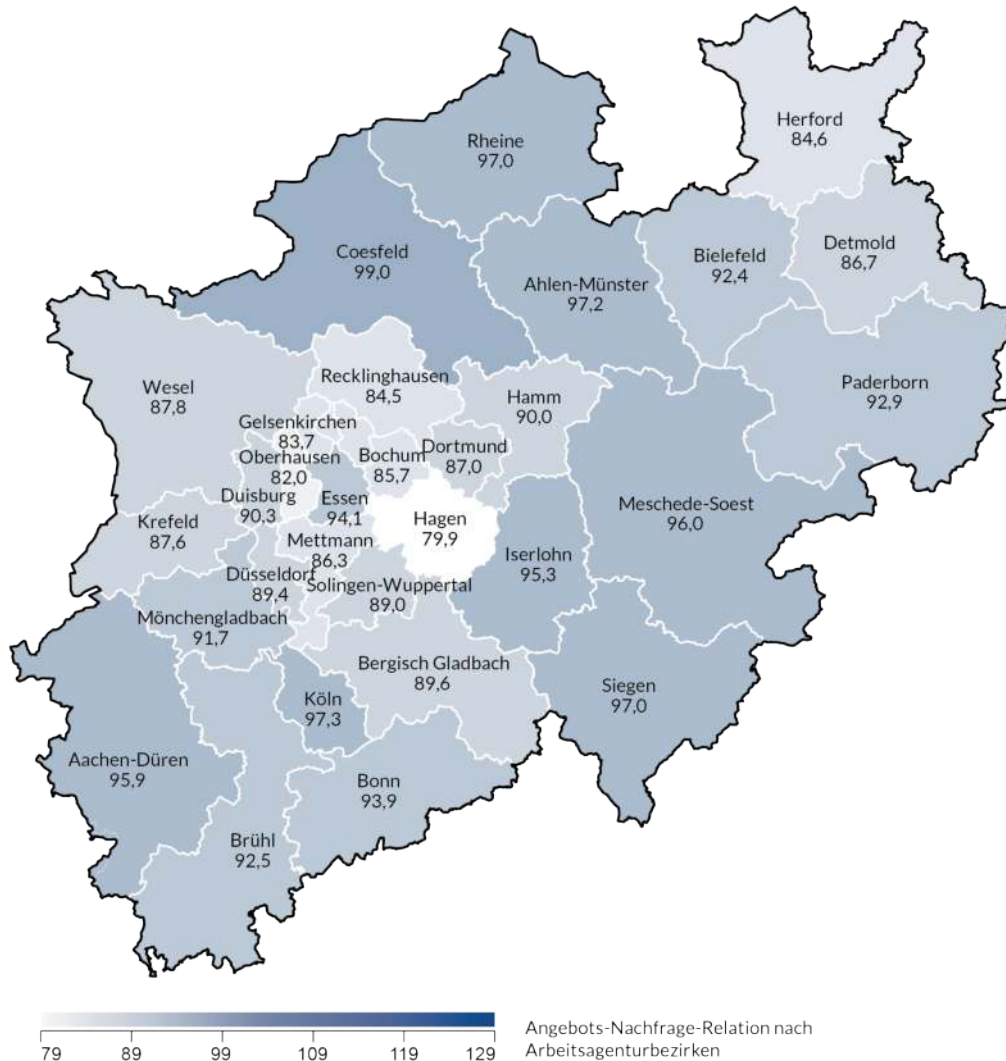 Herford
84,6
Rheine
97,0
Coesfeld
99,0
Ahlen-Münster
97,2
Bielefeld
92,4
Detmold
86,7
Wesel
87,8
Recklinghausen
84,5
Hamm
90,0
Paderborn
92,9
Gelsenkirchen
83,7
Oberhausen
82,0
Bochum
85,7
Dortmund
87,0
Duisburg
90,3
Essen
94,1
Hagen
79,9
Meschede-Soest
96,0
Krefeld
87,6
Mettmann
86,3
Iserlohn
95,3
Düsseldorf
89,4
Solingen-Wuppertal
89,0
Mönchengladbach
91,7
Bergisch Gladbach
89,6
Köln
97,3
Siegen
97,0
Aachen-Düren
95,9
Bonn
93,9
Brühl
92,5
79 89 99 109 119 129
Angebots-Nachfrage-Relation nach
Arbeitsagenturbezirken